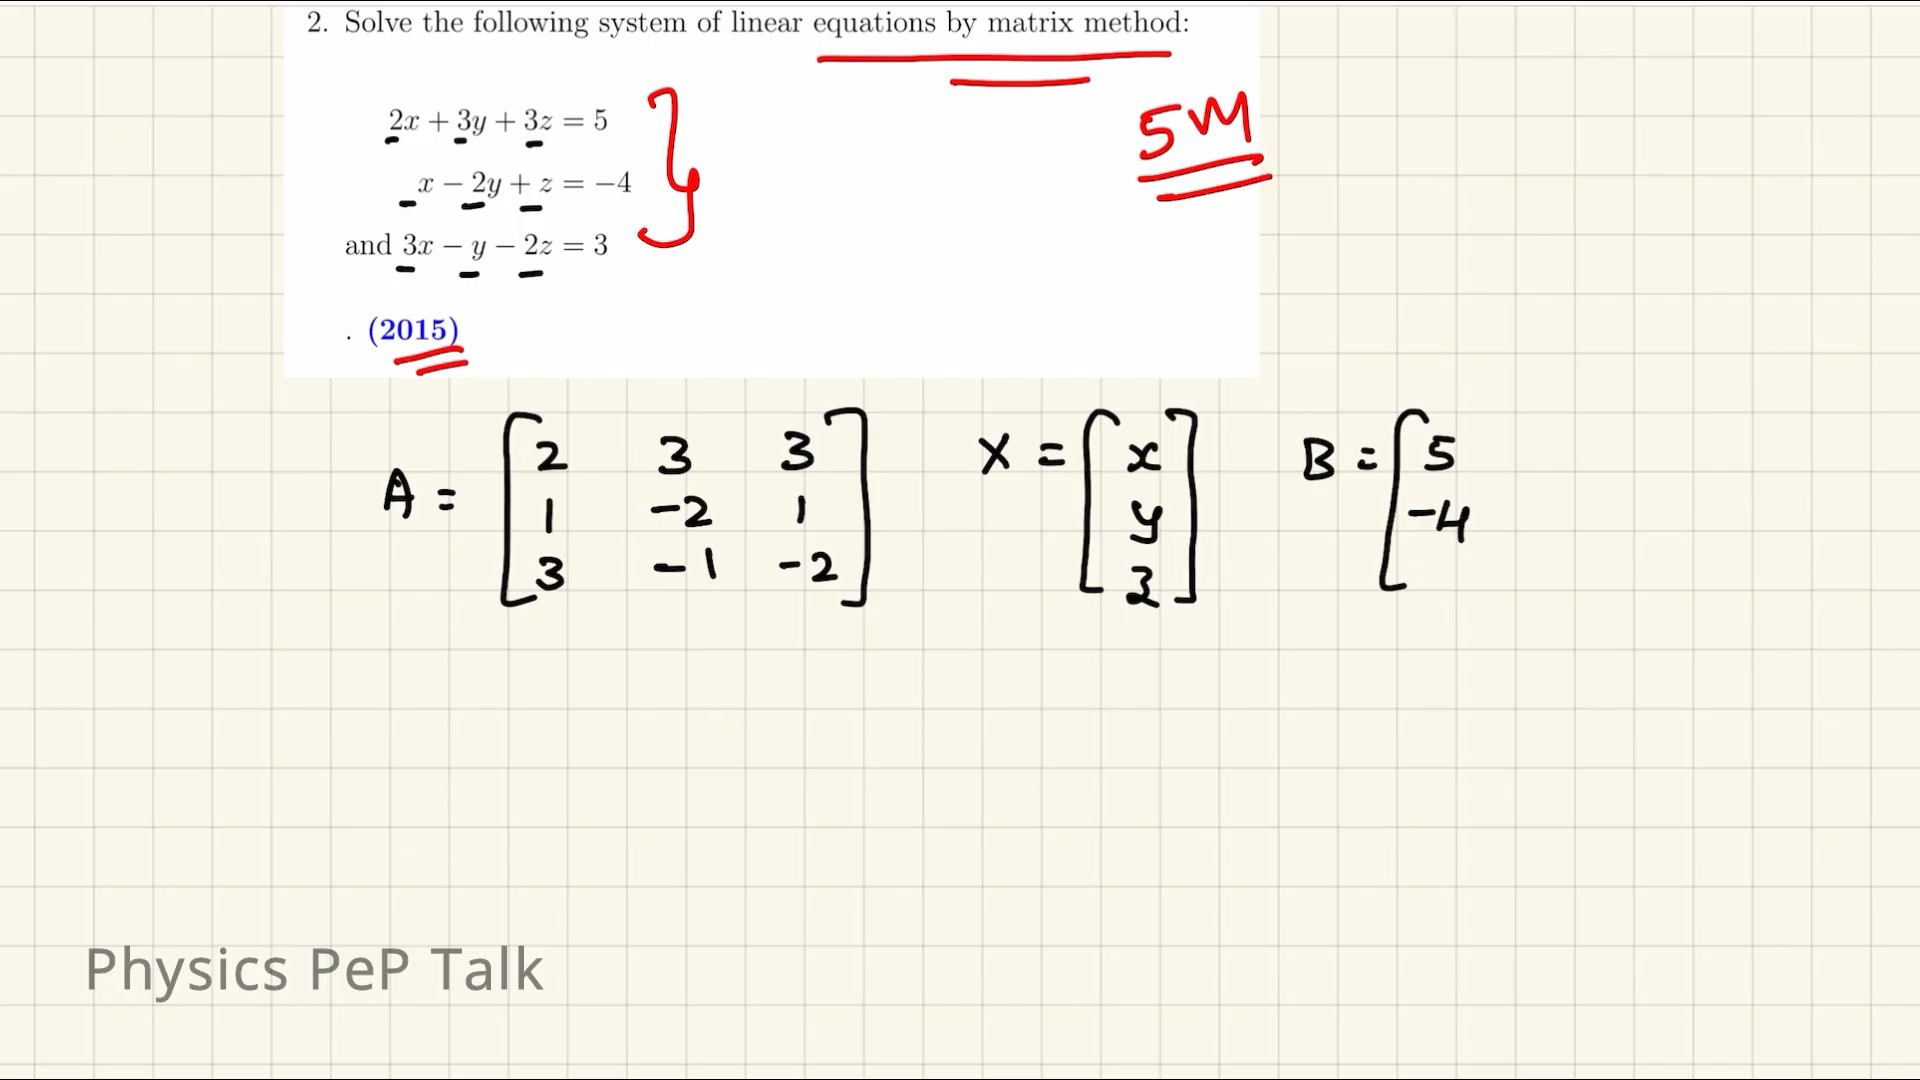 2. Solve the following system of linear equations by matrix method:
2x + 3y + 3z = 5
x − 2y + z = −4
and 3x − y − 2z = 3
. (2015)
5M
A = [2 3 3
1 -2 1
3 -1 -2]
X = [x
y
z]
B = [5
-4
Physics PeP Talk